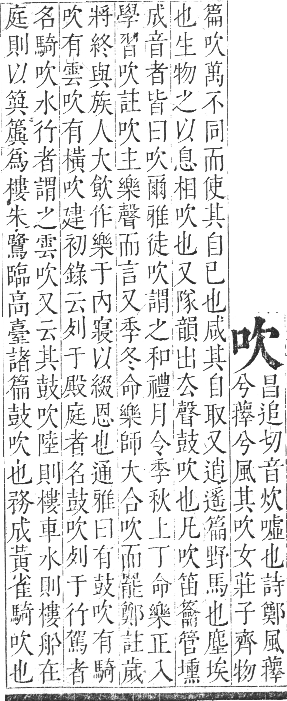 吹
昌追切音炊噓也詩鄭風蘀
兮蘀兮風其吹女莊子齊物
篇吹萬不同而使其自已也咸其自取又逍遙篇野馬也塵埃
也生物之以息相吹也又隊韻出厺聲鼓吹也凡吹笛籥管壎
成音者皆曰吹爾雅徒吹謂之和禮月令季秋上丁命樂正入
學習吹註吹主樂聲而言又季冬命樂師大合吹而罷鄭註歲
將終與族人大飲作樂于內寢以綴恩也通雅曰有鼓吹有騎
吹有雲吹有橫吹建初錄云列于殿庭者名鼓吹列于行駕者
名騎吹水行者謂之雲吹又云其鼓吹陸則樓車水則樓船在
庭則以簨簴爲樓朱鷺臨高臺諸篇鼓吹也務成黃雀騎吹也